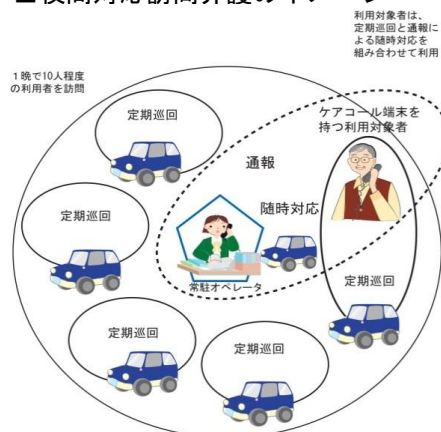 ■夜間対応訪問介護のイメージ
利用対象者は、
定期巡回と通報に
よる随時対応を
組み合わせて利用
1晩で10人程度
の利用者を訪問
定期巡回
ケアコール端末を
持つ利用対象者
通報
随時対応
定期巡回
常駐オペレータ
定期巡回
定期巡回
定期巡回